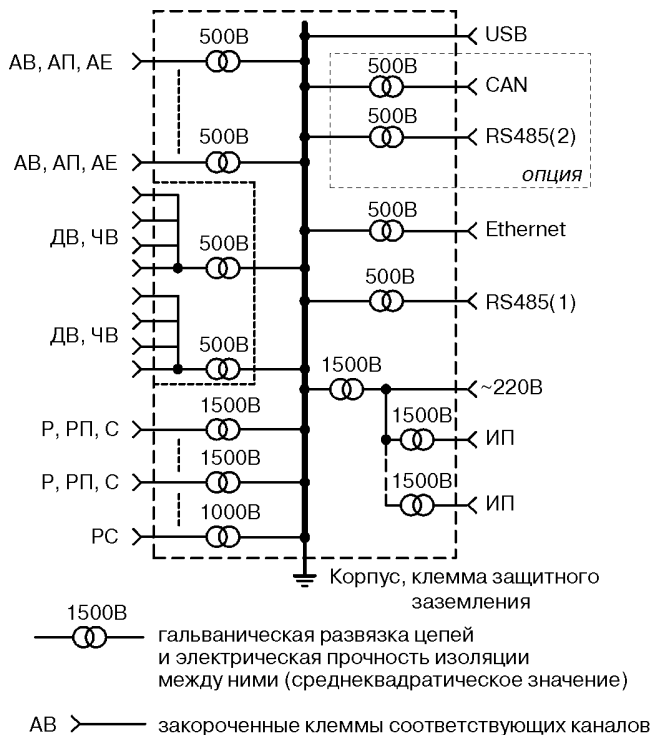 500В
USB
АВ, АП, АЕ
500В
CAN
500В
500В
АВ, АП, АЕ
RS485(2)
опция
ДВ, ЧВ
500В
500В
Ethernet
500В
RS485(1)
ДВ, ЧВ
500В
1500В
~220В
1500В
1500В
Р, РП, С
ИП
1500В
1500В
Р, РП, С
ИП
1000В
РС
Корпус, клемма защитного
заземления
1500В
гальваническая развязка цепей
и электрическая прочность изоляции
между ними (среднеквадратическое значение)
АВ
закороченные клеммы соответствующих каналов